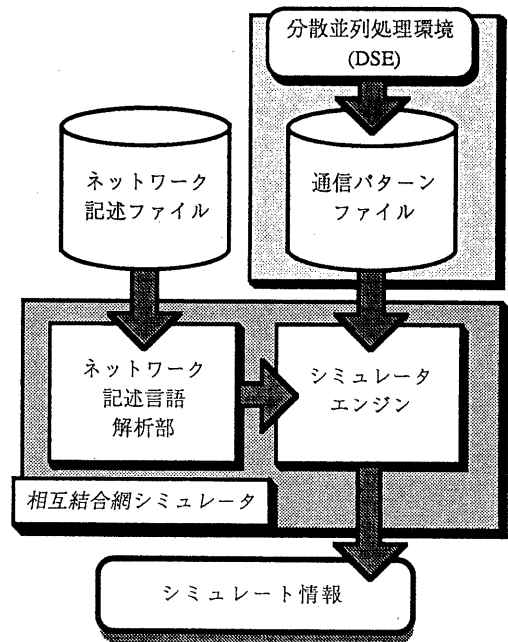 分散並列処理環境
(DSE)
ネットワーク
記述ファイル
通信パターン
ファイル
ネットワーク
記述言語
解析部
シミュレータ
エンジン
相互結合網シミュレータ
シミュレート情報